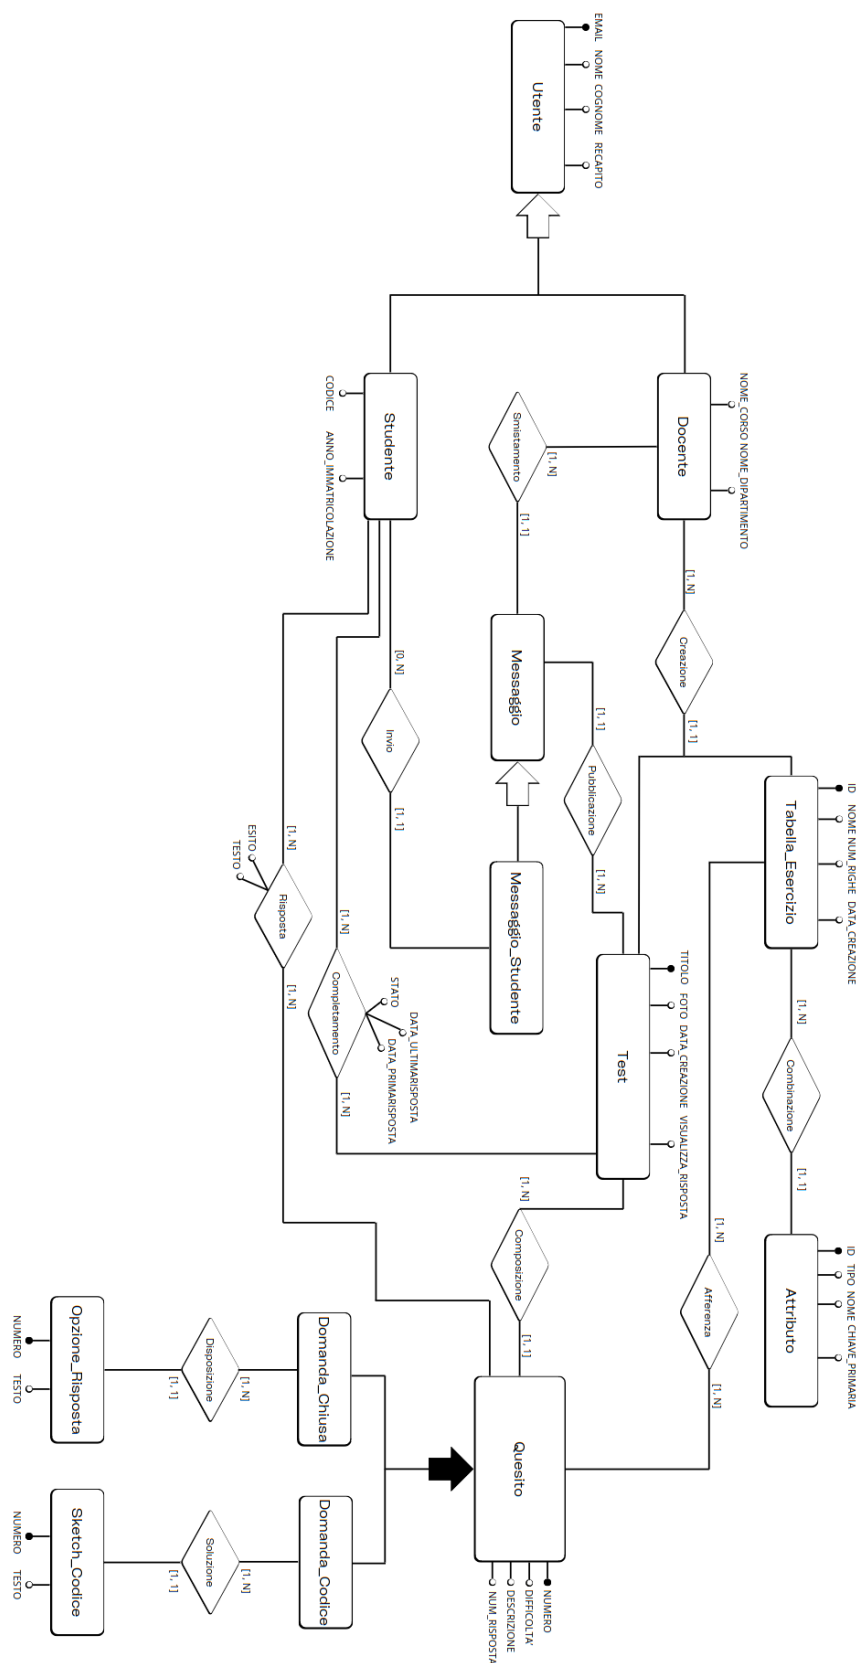 EMAIL
NOME
COGNOME
RECAPITO
Utente
NOME_CORSO
NOME_DIPARTIMENTO
Docente
CODICE
ANNO_IMMATRICOLAZIONE
Studente
[1, N]
Smistamento
[1, 1]
Messaggio
[1, N]
Creazione
[1, 1]
[0, N]
Invio
[1, 1]
[1, 1]
Pubblicazione
[1, N]
Messaggio_Studente
ID
NOME
NUM_RIGHE
DATA_CREAZIONE
Tabella_Esercizio
TITOLO
FOTO
DATA_CREAZIONE
VISUALIZZA_RISPOSTA
Test
[1, N]
Combinazione
[1, 1]
ID
TIPO
NOME
CHIAVE_PRIMARIA
Attributo
[1, N]
ESITO
TESTO
Risposta
[1, N]
[1, N]
Completamento
STATO
DATA_ULTIMARISPOSTA
DATA_PRIMARISPOSTA
[1, N]
[1, N]
Composizione
[1, 1]
[1, N]
Afferenza
[1, N]
Quesito
NUMERO
DIFFICOLTA'
DESCRIZIONE
NUM_RISPOSTA
Domanda_Chiusa
[1, N]
Disposizione
[1, 1]
Opzione_Risposta
NUMERO
TESTO
Domanda_Codice
[1, N]
Soluzione
[1, 1]
Sketch_Codice
NUMERO
TESTO